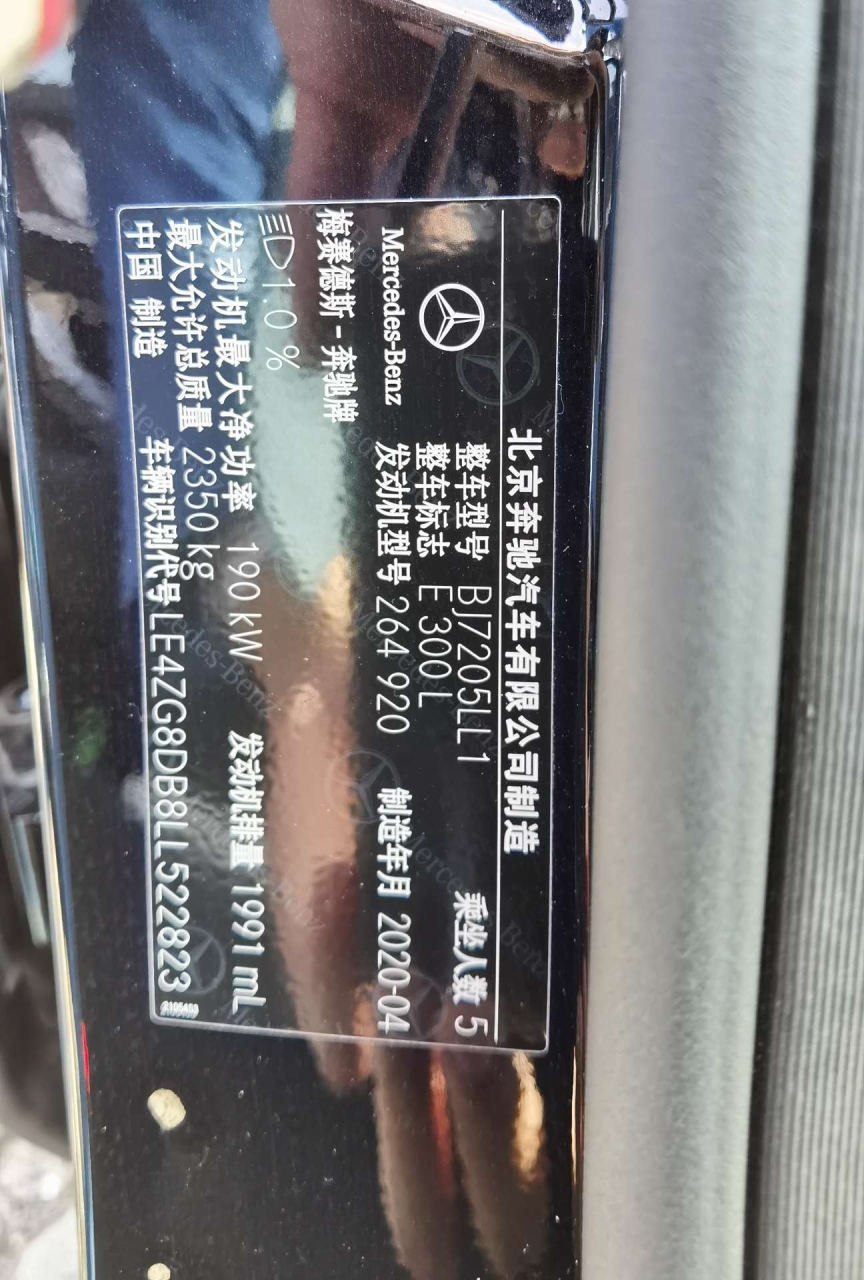 北京奔驰汽车有限公司制造
整车型号 BJ7205LL1 乘坐人数 5
整车标志 E 300 L
Mercedes-Benz 发动机型号 264 920 制造年月 2020-04
梅赛德斯-奔驰牌
1.0 %
发动机最大净功率 190 kW 发动机排量 1991 mL
最大允许总质量 2350 kg
中国 制造 车辆识别代号 LE4ZG8DB8LL522823